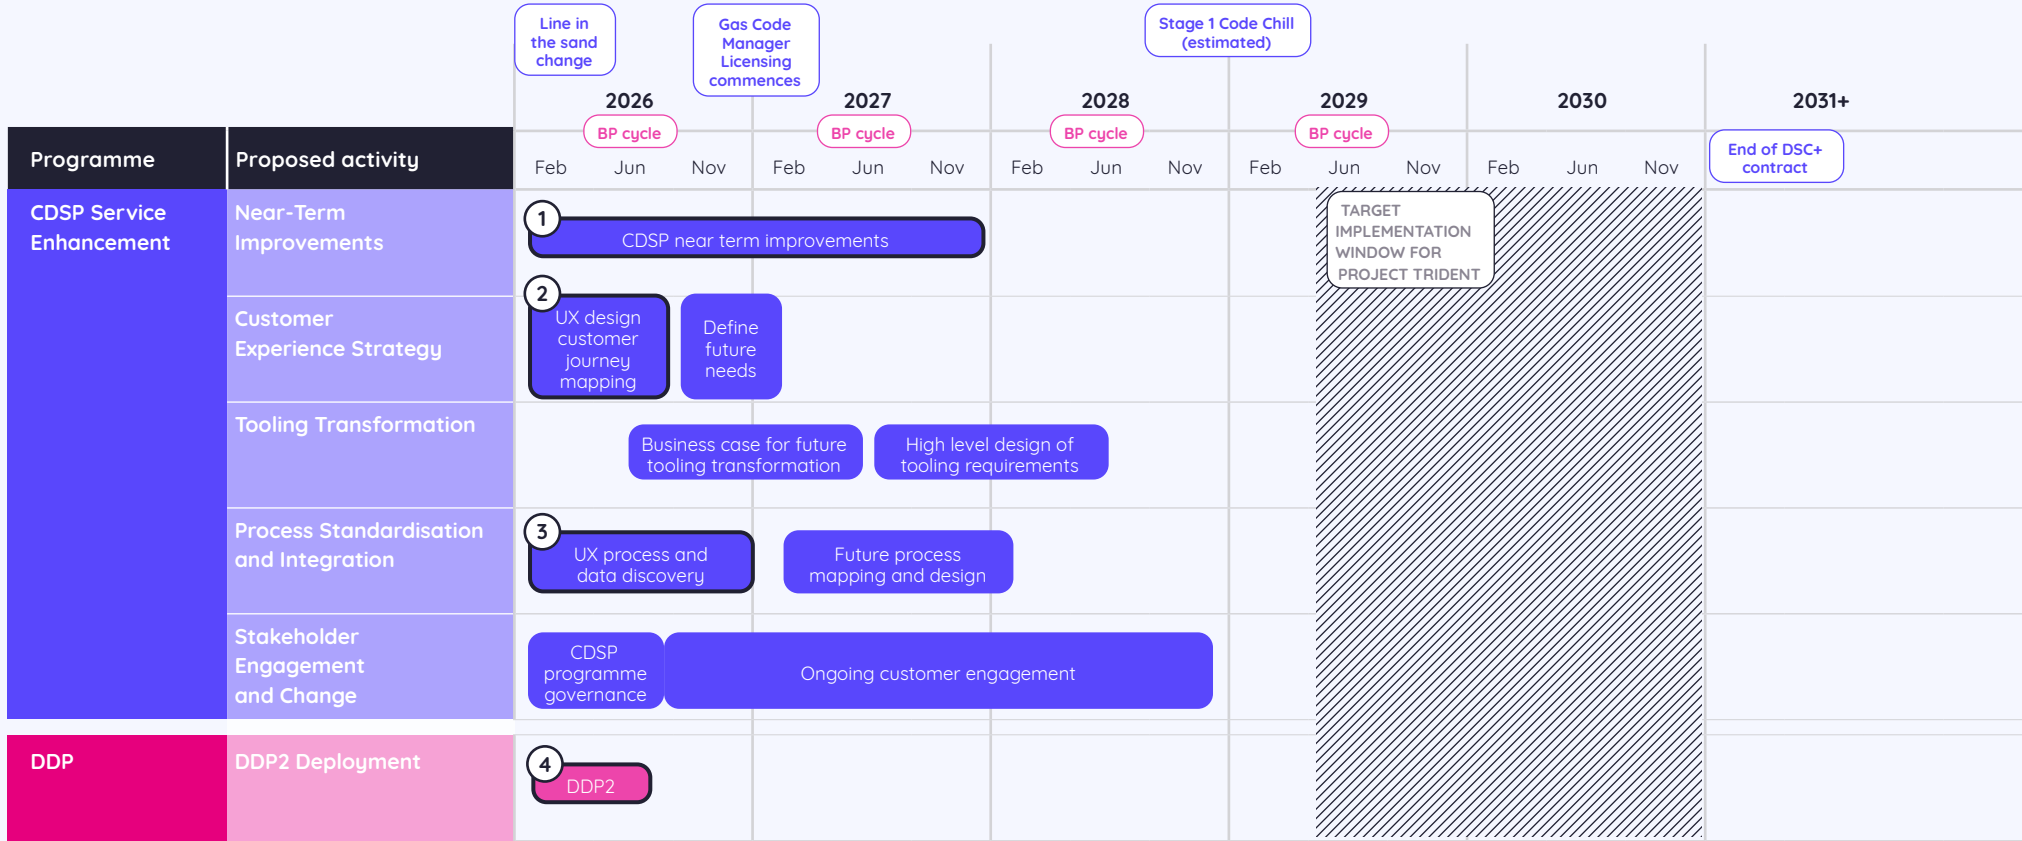 Line in
the sand
change
Gas Code
Manager
Licensing
commences
Stage 1 Code Chill
(estimated)
2026
2027
2028
2029
2030
2031+
BP cycle
BP cycle
BP cycle
BP cycle
Programme
Proposed activity
Feb
Jun
Nov
Feb
Jun
Nov
Feb
Jun
Nov
Feb
Jun
Nov
Feb
Jun
Nov
End of DSC+
contract
CDSP Service
Enhancement
Near-Term
Improvements
1
CDSP near term improvements
TARGET
IMPLEMENTATION
WINDOW FOR
PROJECT TRIDENT
Customer
Experience Strategy
2
UX design
customer
journey
mapping
Define
future
needs
Tooling Transformation
Business case for future
tooling transformation
High level design of
tooling requirements
Process Standardisation
and Integration
3
UX process and
data discovery
Future process
mapping and design
Stakeholder
Engagement
and Change
CDSP
programme
governance
Ongoing customer engagement
DDP
DDP2 Deployment
4
DDP2